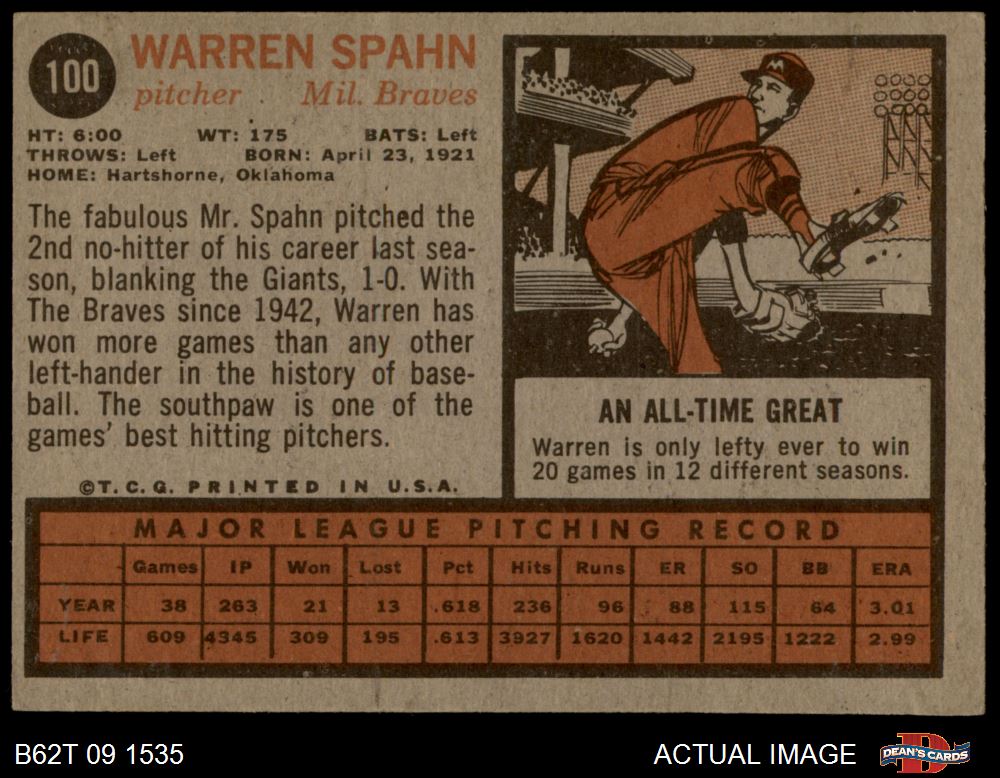 100
WARREN SPAHN
pitcher Mil. Braves
HT: 6:00 WT: 175 BATS: Left
THROWS: Left BORN: April 23, 1921
HOME: Hartshorne, Oklahoma
The fabulous Mr. Spahn pitched the
2nd no-hitter of his career last sea-
son, blanking the Giants, 1-0. With
The Braves since 1942, Warren has
won more games than any other
left-hander in the history of base-
ball. The southpaw is one of the
games' best hitting pitchers.
©T.C.G. PRINTED IN U.S.A.
M
AN ALL-TIME GREAT
Warren is only lefty ever to win
20 games in 12 different seasons.
MAJOR LEAGUE PITCHING RECORD
Games IP Won Lost Pct Hits Runs ER SO BB ERA
YEAR 38 263 21 13 .618 236 96 88 115 64 3.01
LIFE 609 4345 309 195 .613 3927 1620 1442 2195 1222 2.99
B62T 09 1535 ACTUAL IMAGE D DEAN'S CARDS